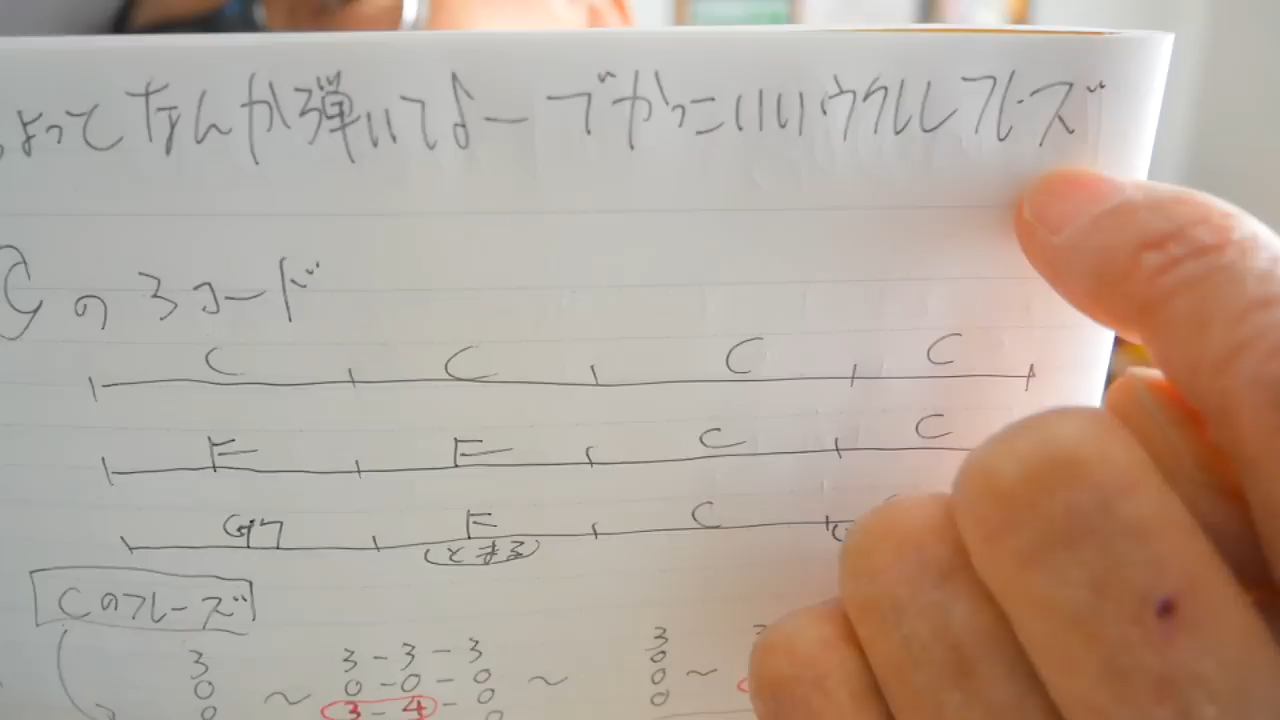 ょっとなんか弾いてよーでかっこいいウクレレフレーズ
Cの3コード
C C C C
F F C C
G7 F C
(とまる)
Cのフレーズ
3 3-3-3 3
0 ~ 0-0-0 ~ 0 ~
0 3-4-0 0